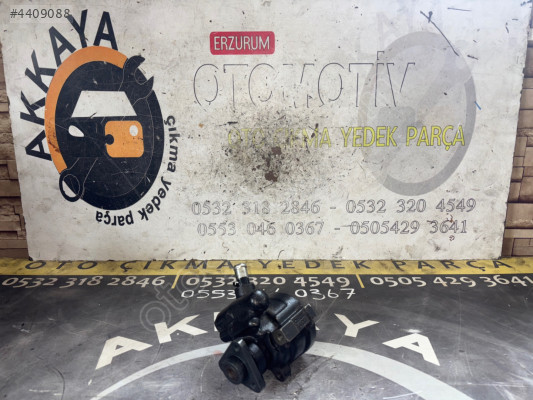 #4409088
AKKAYA
çıkma yedek parça
ERZURUM
OTOMOTİV
YEDEK PARÇA
0532 318 2846 - 0532 320 4549
0553 046 0367 - 0505429 3641
OTO ÇIKMA YEDEK PARÇA
0532 318 2846 / 0532 320 4549 / 0505 429 3641
0553 0367
AKKAYA